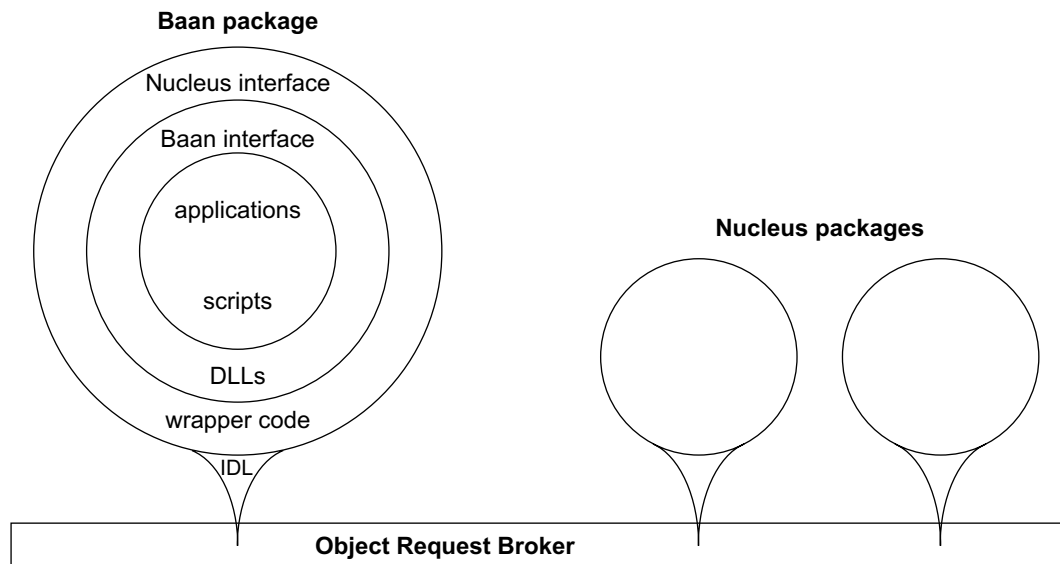 Baan package
Nucleus interface
Baan interface
applications
scripts
DLLs
wrapper code
IDL
Nucleus packages
Object Request Broker